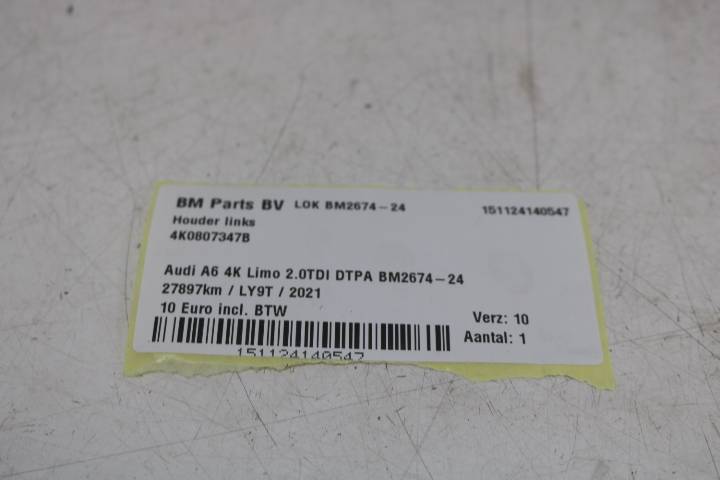 BM Parts BV LOK BM2674-24 151124140547
Houder links
4K0807347B
Audi A6 4K Limo 2.0TDI DTPA BM2674-24
27897km / LY9T / 2021
10 Euro incl. BTW Verz: 10
Aantal: 1
151124140547